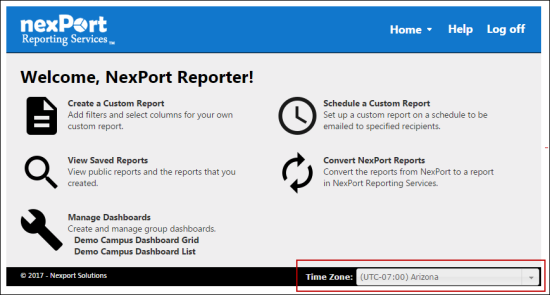 nexPort
Reporting Services™
Home
Help
Log off
Welcome, NexPort Reporter!
Create a Custom Report
Add filters and select columns for your own
custom report.
Schedule a Custom Report
Set up a custom report on a schedule to be
emailed to specified recipients.
View Saved Reports
View public reports and the reports that you
created.
Convert NexPort Reports
Convert the reports from NexPort to a report
in NexPort Reporting Services.
Manage Dashboards
Create and manage group dashboards.
Demo Campus Dashboard Grid
Demo Campus Dashboard List
© 2017 - Nexport Solutions
Time Zone: (UTC-07:00) Arizona